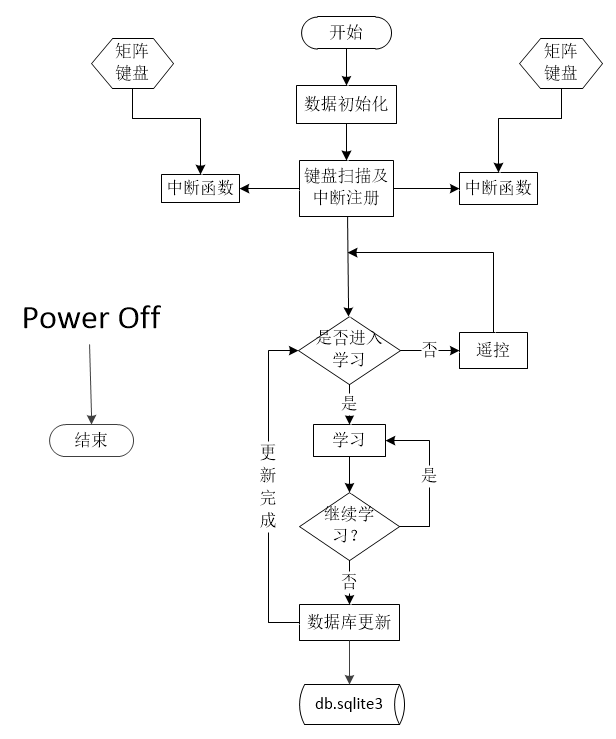 开始
矩阵
键盘
矩阵
键盘
数据初始化
键盘扫描及
中断注册
中断函数
中断函数
Power Off
是否进入
学习
否
遥控
是
结束
学习
更
新
完
成
是
继续学
习？
否
数据库更新
db.sqlite3